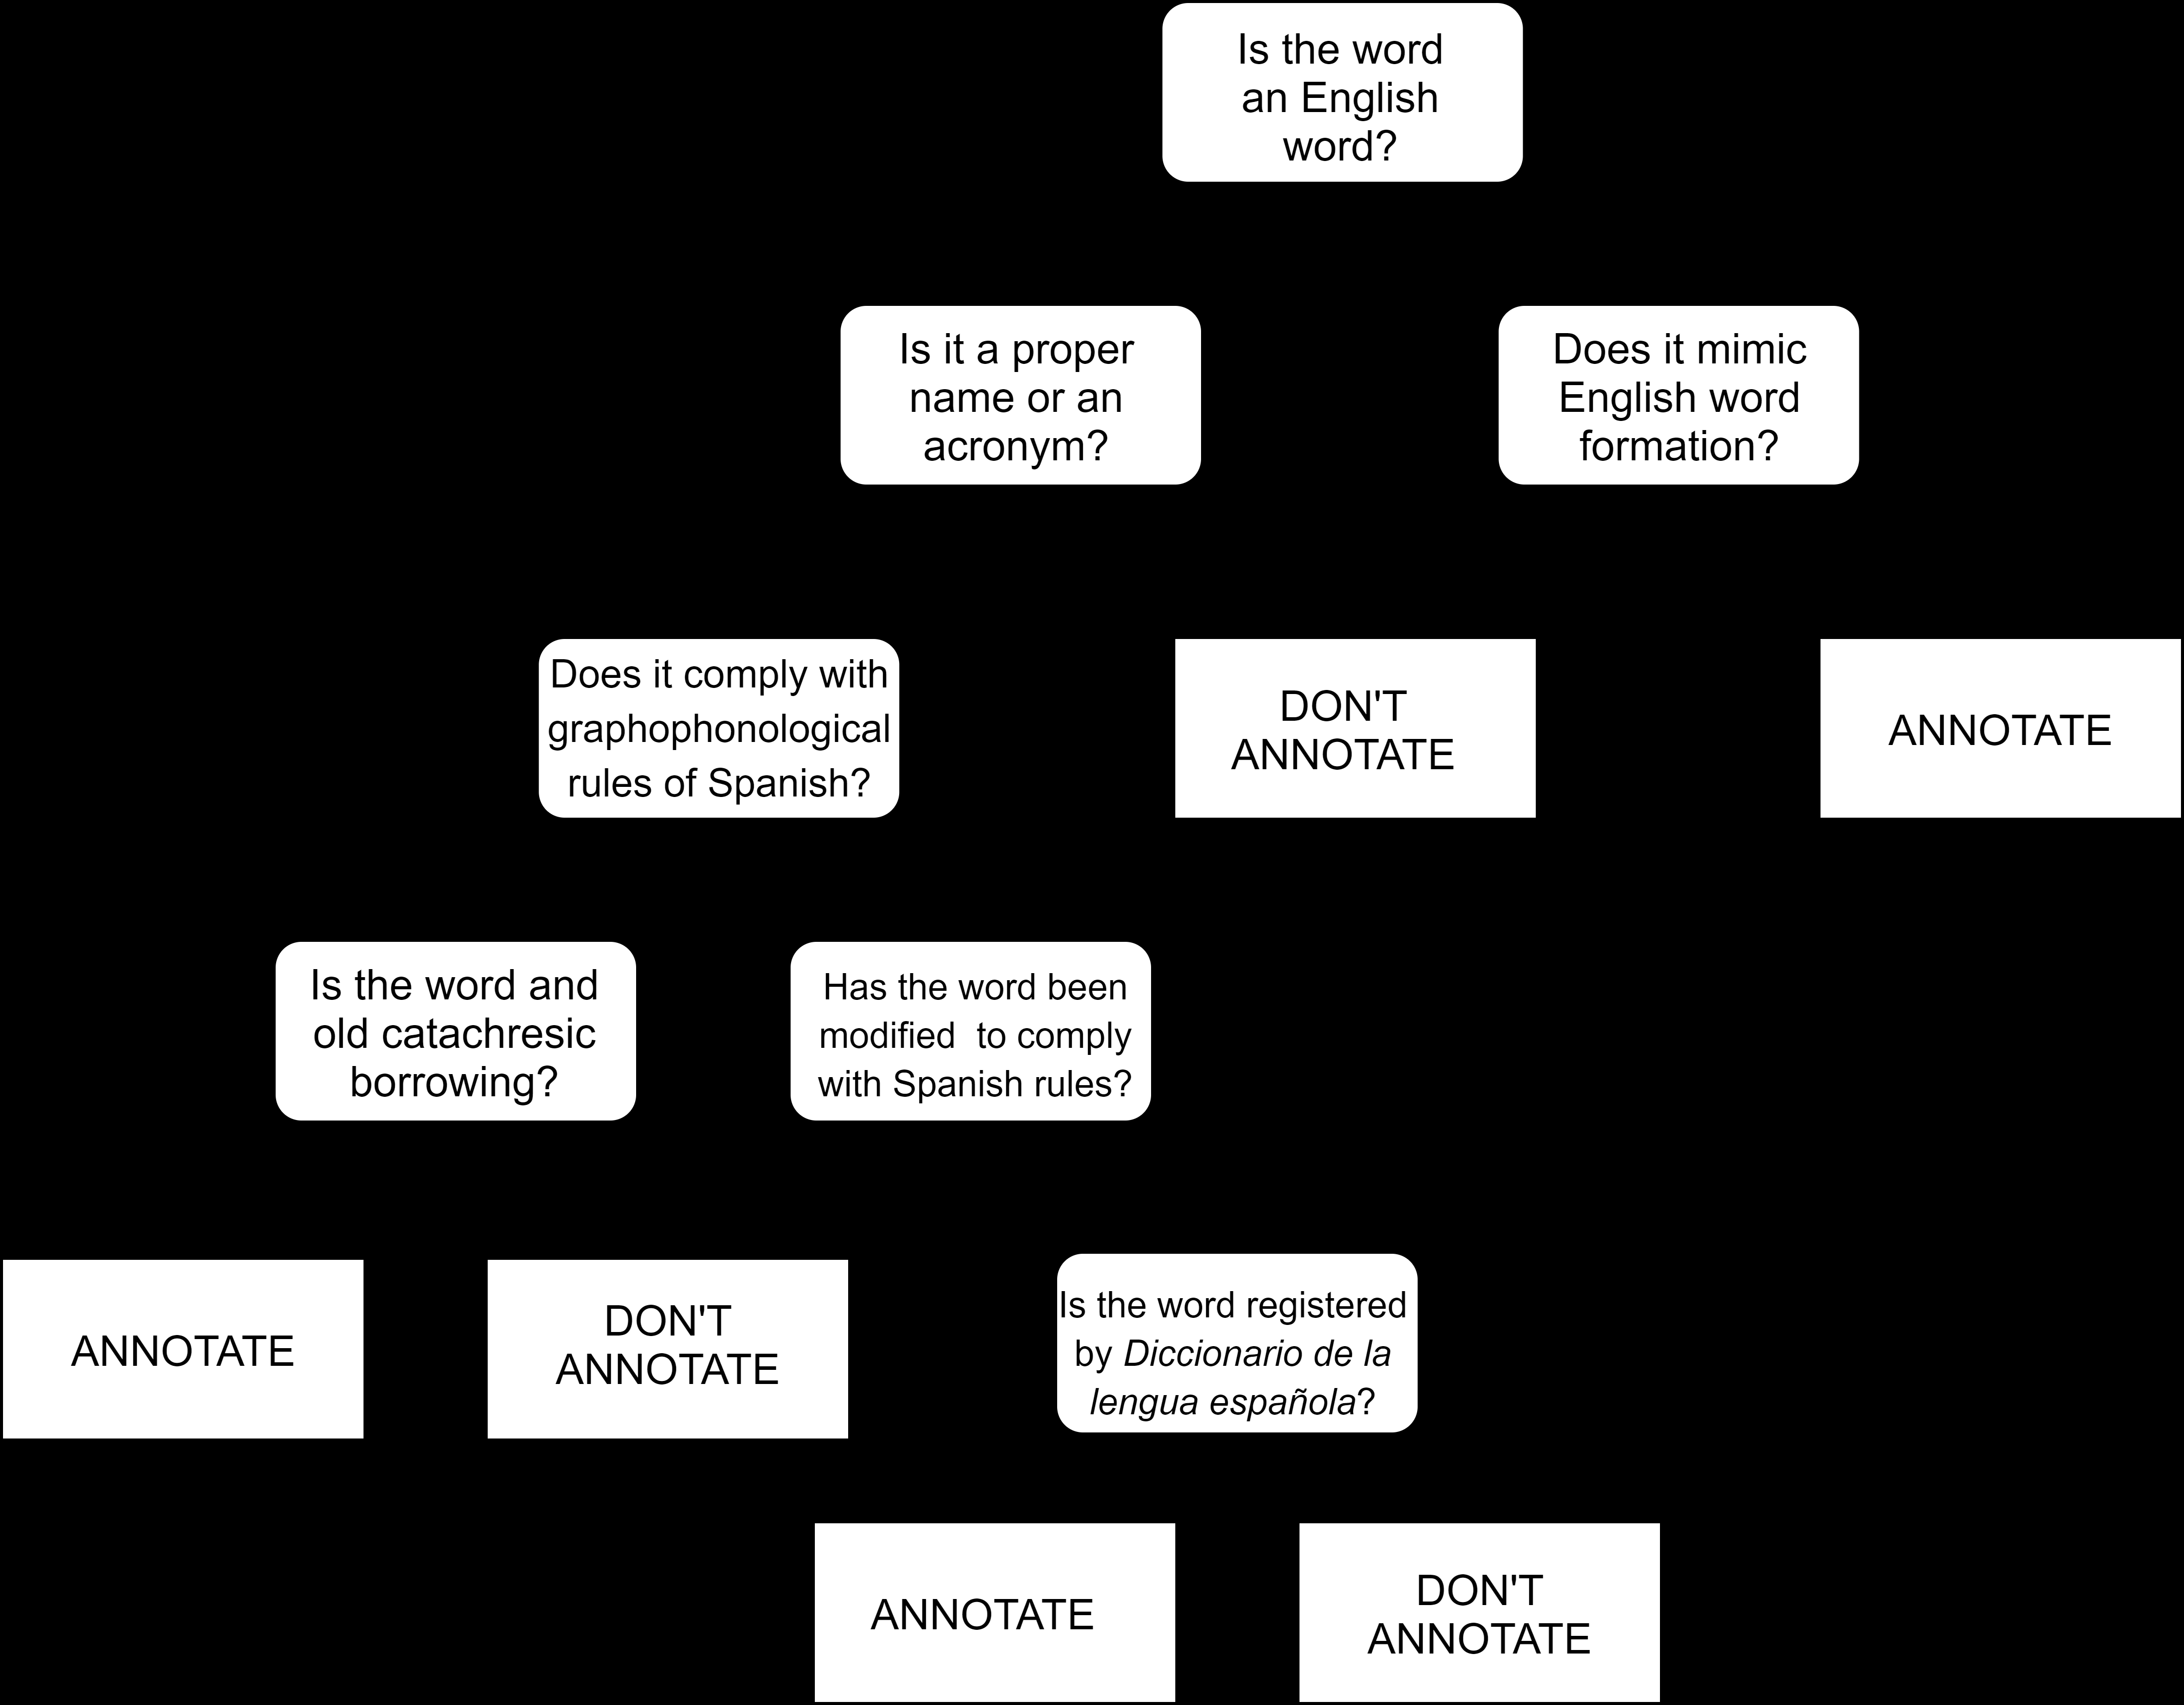 Is the word
an English
word?
Is it a proper
name or an
acronym?
Does it mimic
English word
formation?
Does it comply with
graphophonological
rules of Spanish?
DON'T
ANNOTATE
ANNOTATE
Is the word and
old catachresic
borrowing?
Has the word been
modified to comply
with Spanish rules?
ANNOTATE
DON'T
ANNOTATE
Is the word registered
by Diccionario de la
lengua española?
ANNOTATE
DON'T
ANNOTATE